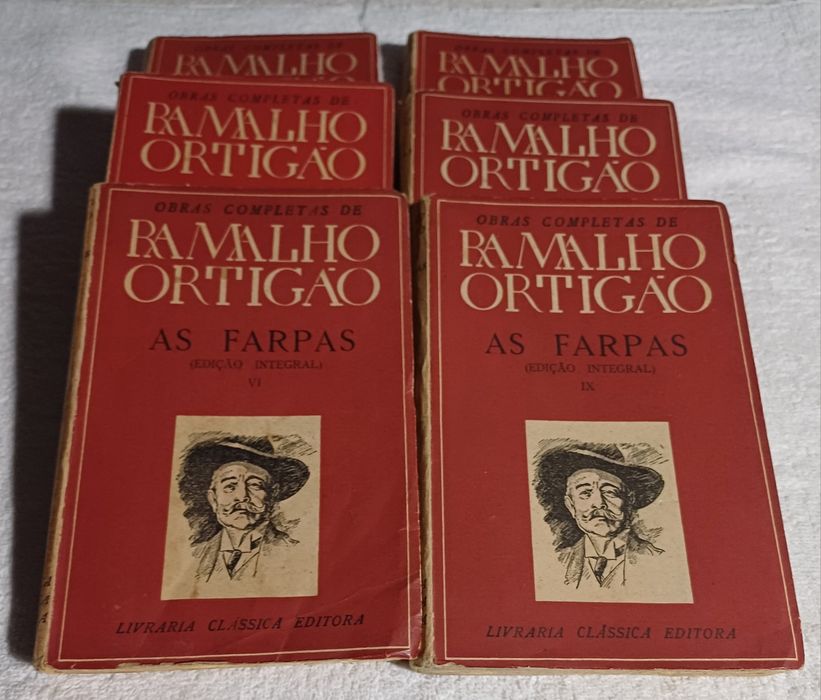 OBRAS COMPLETAS DE
RAMALHO
OBRAS COMPLETAS DE
RAMALHO
ORTIGÃO
OBRAS COMPLETAS DE
RAMALHO
ORTIGÃO
OBRAS COMPLETAS DE
RAMALHO
ORTIGÃO
OBRAS COMPLETAS DE
RAMALHO
ORTIGÃO
AS FARPAS
(EDIÇÃO INTEGRAL)
VI
LIVRARIA CLÁSSICA EDITORA
OBRAS COMPLETAS DE
RAMALHO
ORTIGÃO
AS FARPAS
(EDIÇÃO INTEGRAL)
IX
LIVRARIA CLÁSSICA EDITORA